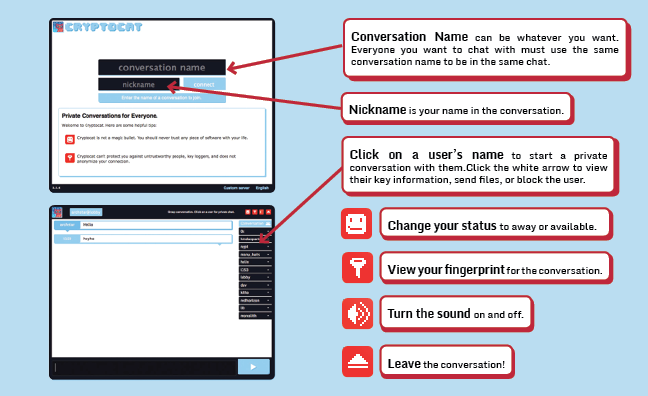 CRYPTOCAT
conversation name
nickname
connect
Enter the name of a conversation to join.
Private Conversations for Everyone.
Welcome to Cryptocat. Here are some helpful tips:
Cryptocat is not a magic bullet. You should never trust any piece of software with your life.
Cryptocat can't protect you against untrustworthy people, key loggers, and does not
anonymize your connection.
Custom server
English
Conversation Name can be whatever you want.
Everyone you want to chat with must use the same
conversation name to be in the same chat.
Nickname is your name in the conversation.
Click on a user's name to start a private
conversation with them.Click the white arrow to view
their key information, send files, or block the user.
Change your status to away or available.
View your fingerprint for the conversation.
Turn the sound on and off.
Leave the conversation!